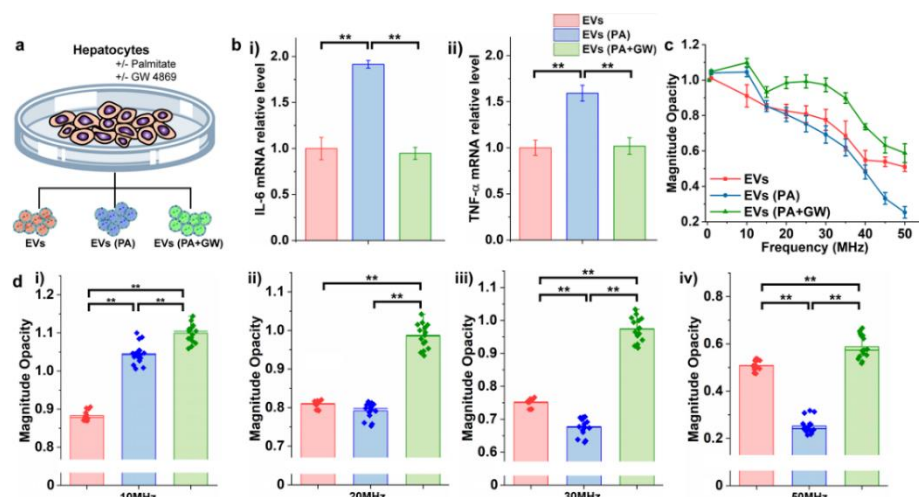 a
Hepatocytes
+/- Palmitate
+/- GW 4869
EVs
EVs (PA)
EVs (PA+GW)
b
i)
IL-6 mRNA relative level
2.0
1.5
1.0
0.5
0.0
**
**
ii)
TNF-α mRNA relative level
2.0
1.5
1.0
0.5
0.0
**
**
EVs
EVs (PA)
EVs (PA+GW)
c
Magnitude Opacity
1.2
1.0
0.8
0.6
0.4
0.2
EVs
EVs (PA)
EVs (PA+GW)
0 10 20 30 40 50
Frequency (MHz)
d
i)
Magnitude Opacity
1.2
1.1
1.0
0.9
0.8
0
**
**
**
10MHz
ii)
Magnitude Opacity
1.1
1.0
0.9
0.8
0.7
0
**
**
20MHz
iii)
Magnitude Opacity
1.1
1.0
0.9
0.8
0.7
0.6
0
**
**
**
30MHz
iv)
Magnitude Opacity
0.8
0.6
0.4
0.2
0
**
**
**
50MHz